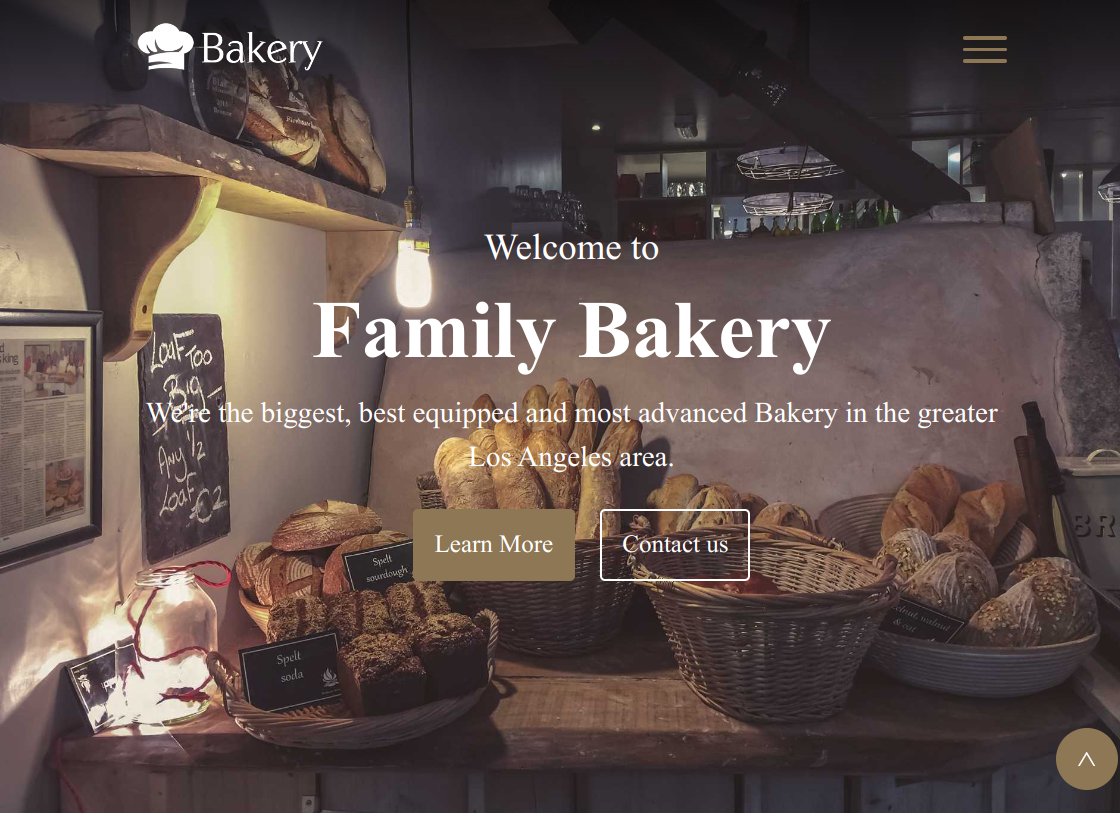 Bakery
Welcome to
Family Bakery
We're the biggest, best equipped and most advanced Bakery in the greater
Los Angeles area.
Learn More
Contact us
Loaf Too
Big
Any 1/2
Loaf €2
Spelt
sourdough
Spelt
soda
BR